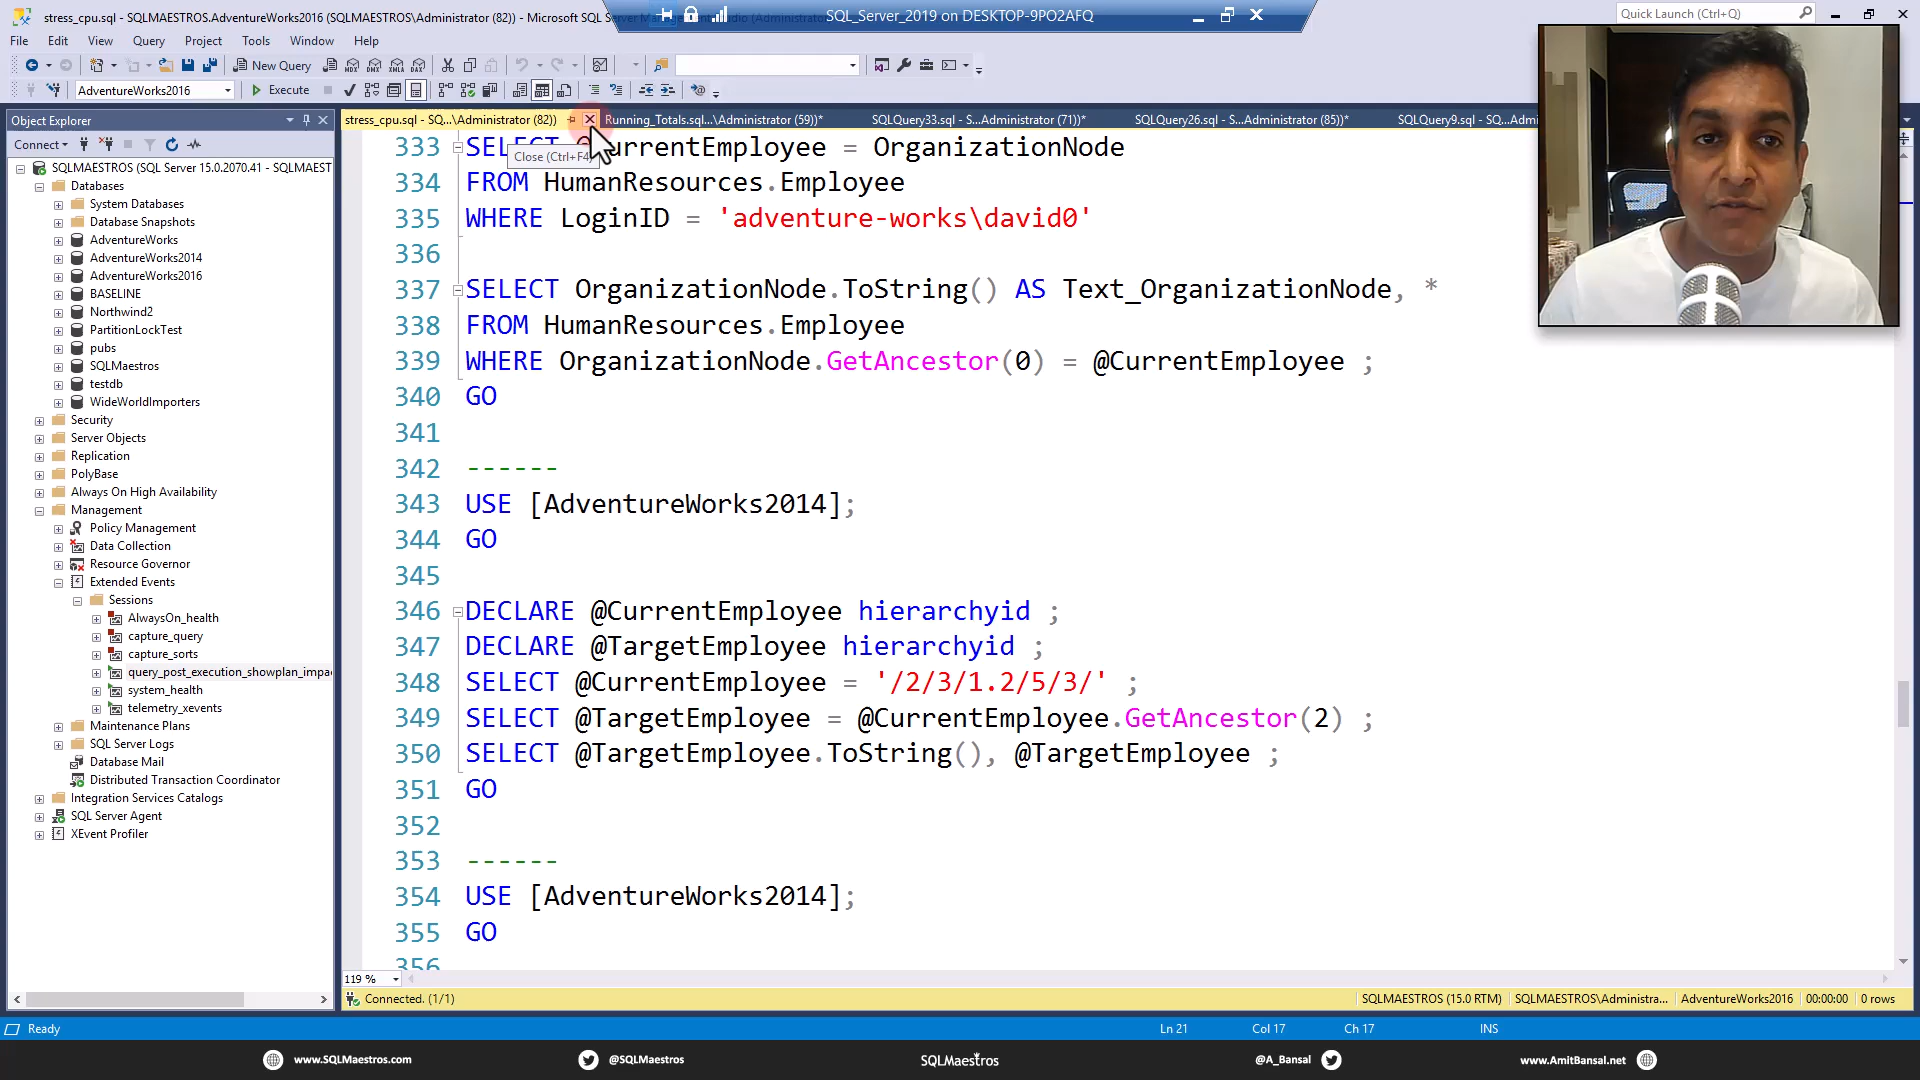 stress_cpu.sql - SQLMAESTROS.AdventureWorks2016 (SQLMAESTROS\Administrator (82)) - Microsoft SQL Server Management Studio (Administrator)
SQL_Server_2019 on DESKTOP-9PO2AFQ
Quick Launch (Ctrl+Q)
File Edit View Query Project Tools Window Help
New Query
AdventureWorks2016
Execute
Object Explorer
stress_cpu.sql - SQ...\Administrator (82))
Running_Totals.sql...\Administrator (59))*
SQLQuery33.sql - S...Administrator (71))*
SQLQuery26.sql - S...Administrator (85))*
SQLQuery9.sql - SQ...Admin
Close (Ctrl+F4)
Connect
SQLMAESTROS (SQL Server 15.0.2070.41 - SQLMAEST
Databases
System Databases
Database Snapshots
AdventureWorks
AdventureWorks2014
AdventureWorks2016
BASELINE
Northwind2
PartitionLockTest
pubs
SQLMaestros
testdb
WideWorldImporters
Security
Server Objects
Replication
PolyBase
Always On High Availability
Management
Policy Management
Data Collection
Resource Governor
Extended Events
Sessions
AlwaysOn_health
capture_query
capture_sorts
query_post_execution_showplan_impa
system_health
telemetry_xevents
Maintenance Plans
SQL Server Logs
Database Mail
Distributed Transaction Coordinator
Integration Services Catalogs
SQL Server Agent
XEvent Profiler
333 SELECT @CurrentEmployee = OrganizationNode
334 FROM HumanResources.Employee
335 WHERE LoginID = 'adventure-works\david0'
336
337 SELECT OrganizationNode.ToString() AS Text_OrganizationNode, *
338 FROM HumanResources.Employee
339 WHERE OrganizationNode.GetAncestor(0) = @CurrentEmployee ;
340 GO
341
342 ------
343 USE [AdventureWorks2014];
344 GO
345
346 DECLARE @CurrentEmployee hierarchyid ;
347 DECLARE @TargetEmployee hierarchyid ;
348 SELECT @CurrentEmployee = '/2/3/1.2/5/3/' ;
349 SELECT @TargetEmployee = @CurrentEmployee.GetAncestor(2) ;
350 SELECT @TargetEmployee.ToString(), @TargetEmployee ;
351 GO
352
353 ------
354 USE [AdventureWorks2014];
355 GO
356
119 %
Connected. (1/1)
SQLMAESTROS (15.0 RTM) SQLMAESTROS\Administra... AdventureWorks2016 00:00:00 0 rows
Ready Ln 21 Col 17 Ch 17 INS
www.SQLMaestros.com @SQLMaestros SQLMaestros @A_Bansal www.AmitBansal.net